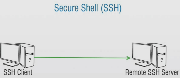 Secure Shell (SSH)
SSH Client
Remote SSH Server